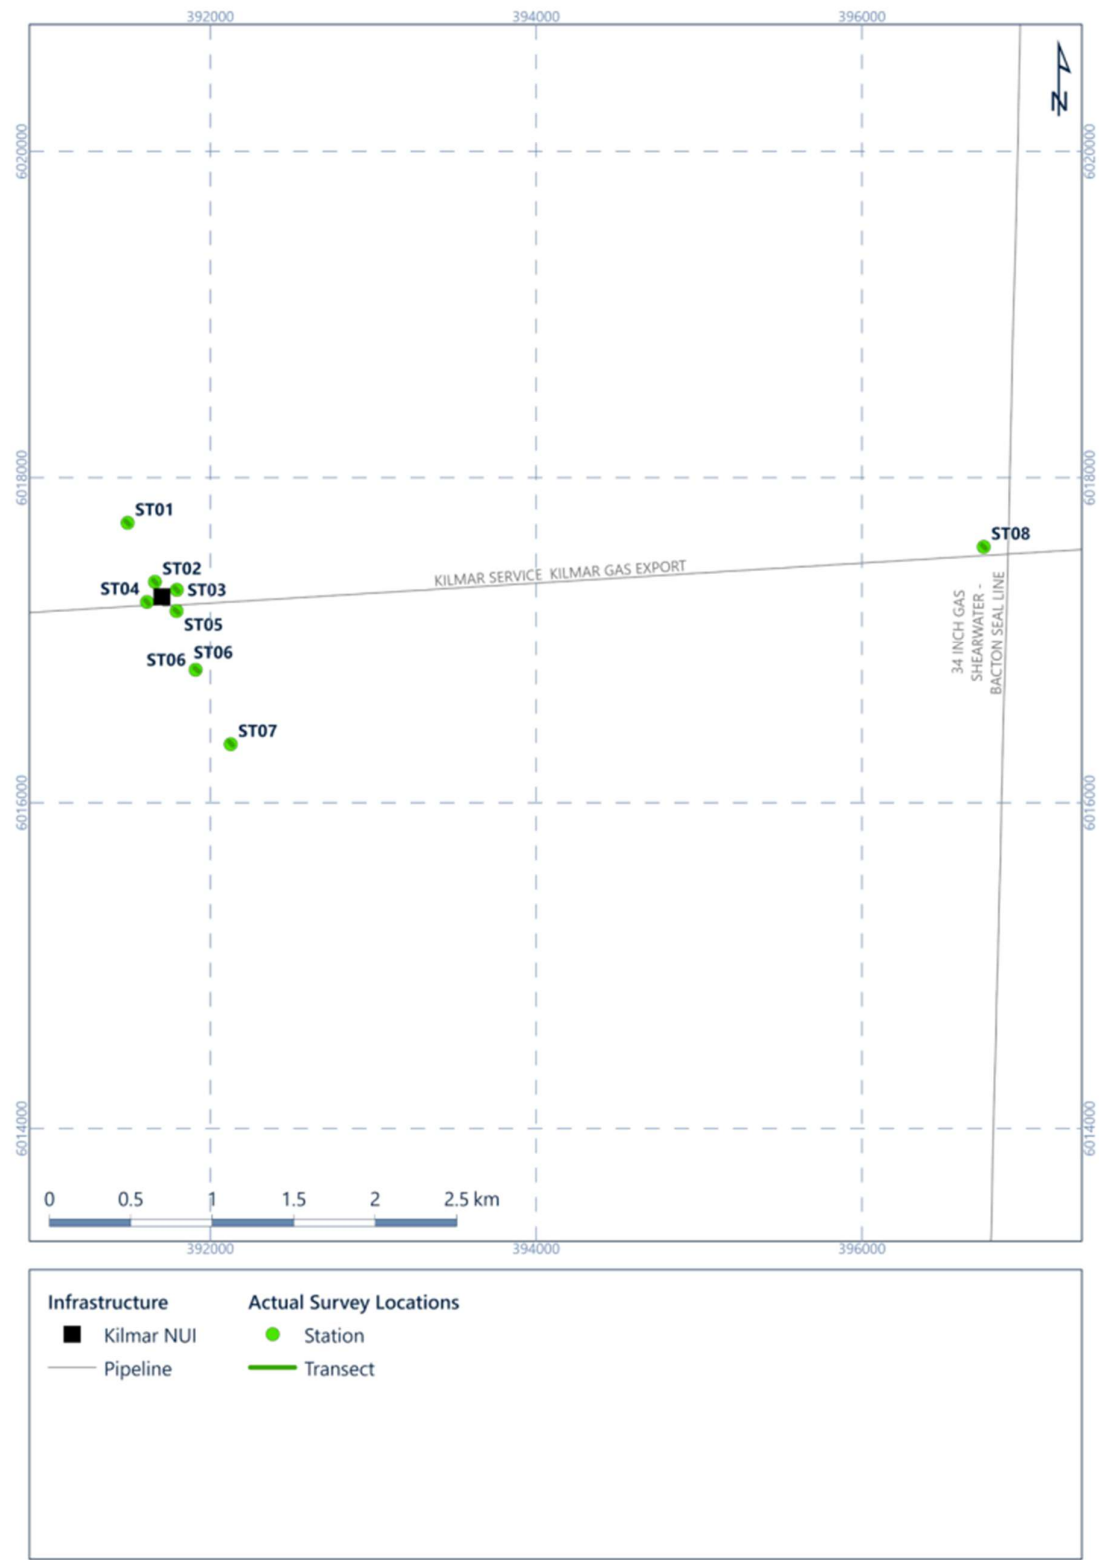 392000 394000 396000
N
6020000 6020000
6018000 6018000
ST01
ST08
ST02
KILMAR SERVICE KILMAR GAS EXPORT
ST04 ST03
34 INCH GAS
SHEARWATER -
BACTON SEAL LINE
ST05
ST06
ST06
ST07
6016000 6016000
6014000 6014000
0 0.5 1 1.5 2 2.5 km
392000 394000 396000
Infrastructure
Kilmar NUI
Pipeline
Actual Survey Locations
Station
Transect